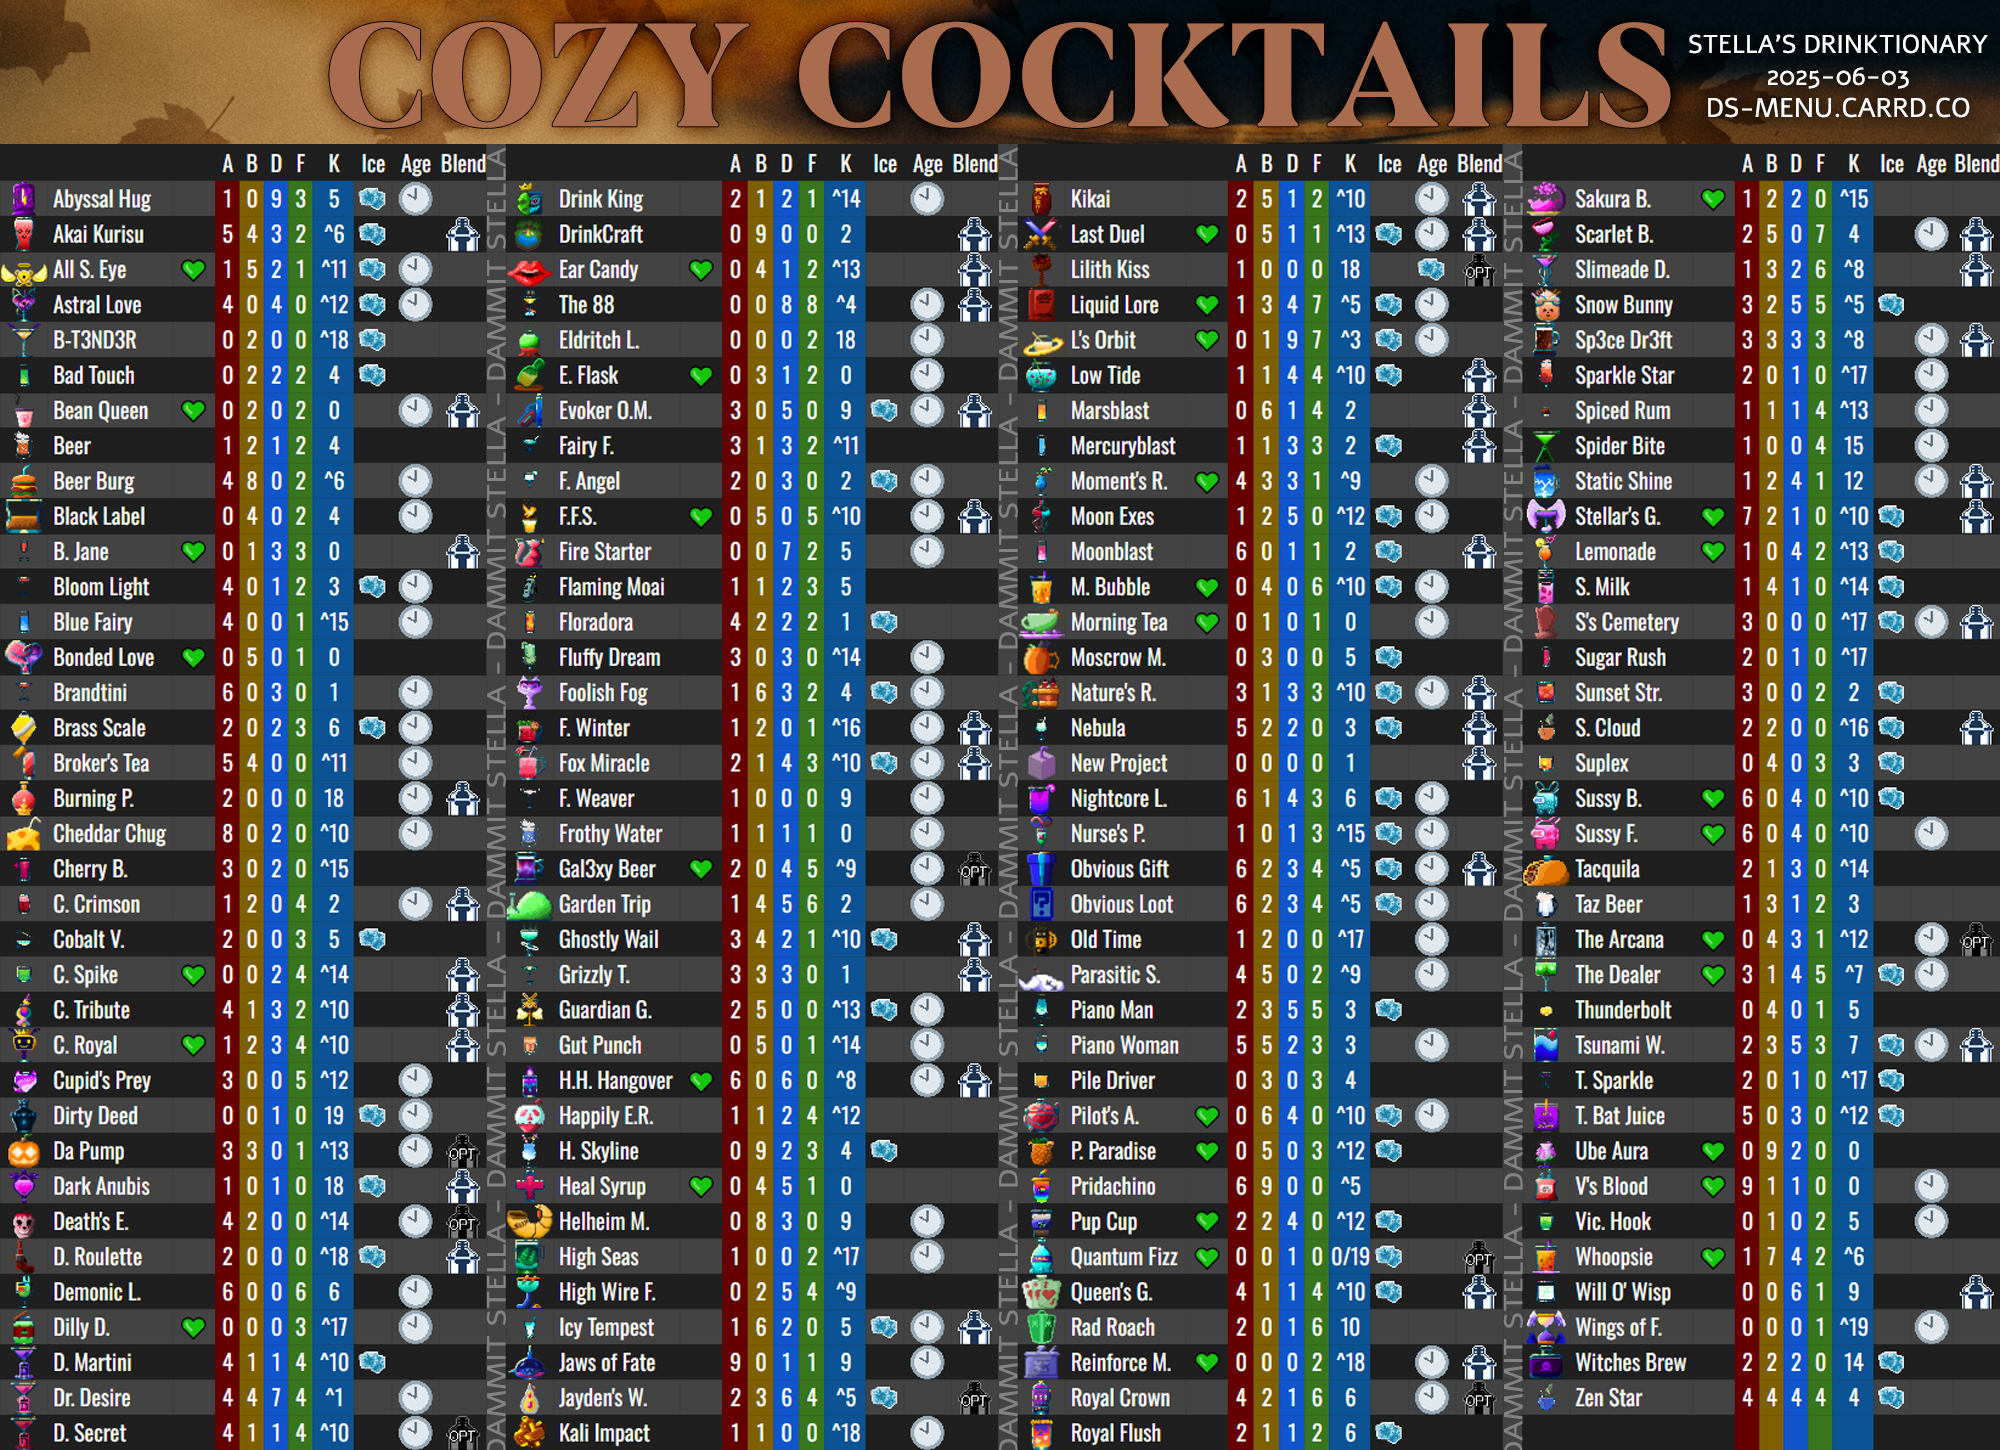 COZY COCKTAILS
STELLA'S DRINKTIONARY
2025-06-03
DS-MENU.CARRD.CO
A B D F K Ice Age Blend
Abyssal Hug 1 0 9 3 5
Akai Kurisu 5 4 3 2 ^6
All S. Eye 1 5 2 1 ^11
Astral Love 4 0 4 0 ^12
B-T3ND3R 0 2 0 0 ^18
Bad Touch 0 2 2 2 4
Bean Queen 0 2 0 2 0
Beer 1 2 1 2 4
Beer Burg 4 8 0 2 ^6
Black Label 0 4 0 2 4
B. Jane 0 1 3 3 0
Bloom Light 4 0 1 2 3
Blue Fairy 4 0 0 1 ^15
Bonded Love 0 5 0 1 0
Brandtini 6 0 3 0 1
Brass Scale 2 0 2 3 6
Broker's Tea 5 4 0 0 ^11
Burning P. 2 0 0 0 18
Cheddar Chug 8 0 2 0 ^10
Cherry B. 3 0 2 0 ^15
C. Crimson 1 2 0 4 2
Cobalt V. 2 0 0 3 5
C. Spike 0 0 2 4 ^14
C. Tribute 4 1 3 2 ^10
C. Royal 1 2 3 4 ^10
Cupid's Prey 3 0 0 5 ^12
Dirty Deed 0 0 1 0 19
Da Pump 3 3 0 1 ^13 OPT
Dark Anubis 1 0 1 0 18
Death's E. 4 2 0 0 ^14 OPT
D. Roulette 2 0 0 0 ^18
Demonic L. 6 0 0 6 6
Dilly D. 0 0 0 3 ^17
D. Martini 4 1 1 4 ^10
Dr. Desire 4 4 7 4 ^1
D. Secret 4 1 1 4 ^10 OPT
DAMMIT STELLA - DAMMIT STELLA - DAMMIT STELLA - DAMMIT STELLA
A B D F K Ice Age Blend
Drink King 2 1 2 1 ^14
DrinkCraft 0 9 0 0 2
Ear Candy 0 4 1 2 ^13
The 88 0 0 8 8 ^4
Eldritch L. 0 0 0 2 18
E. Flask 0 3 1 2 0
Evoker O.M. 3 0 5 0 9
Fairy F. 3 1 3 2 ^11
F. Angel 2 0 3 0 2
F.F.S. 0 5 0 5 ^10
Fire Starter 0 0 7 2 5
Flaming Moai 1 1 2 3 5
Floradora 4 2 2 2 1
Fluffy Dream 3 0 3 0 ^14
Foolish Fog 1 6 3 2 4
F. Winter 1 2 0 1 ^16
Fox Miracle 2 1 4 3 ^10
F. Weaver 1 0 0 0 9
Frothy Water 1 1 1 1 0
Gal3xy Beer 2 0 4 5 ^9 OPT
Garden Trip 1 4 5 6 2
Ghostly Wail 3 4 2 1 ^10
Grizzly T. 3 3 3 0 1
Guardian G. 2 5 0 0 ^13
Gut Punch 0 5 0 1 ^14
H.H. Hangover 6 0 6 0 ^8
Happily E.R. 1 1 2 4 ^12
H. Skyline 0 9 2 3 4
Heal Syrup 0 4 5 1 0
Helheim M. 0 8 3 0 9
High Seas 1 0 0 2 ^17
High Wire F. 0 2 5 4 ^9
Icy Tempest 1 6 2 0 5
Jaws of Fate 9 0 1 1 9
Jayden's W. 2 3 6 4 ^5 OPT
Kali Impact 1 1 0 0 ^18
DAMMIT STELLA - DAMMIT STELLA - DAMMIT STELLA - DAMMIT STELLA
A B D F K Ice Age Blend
Kikai 2 5 1 2 ^10
Last Duel 0 5 1 1 ^13
Lilith Kiss 1 0 0 0 18 OPT
Liquid Lore 1 3 4 7 ^5
L's Orbit 0 1 9 7 ^3
Low Tide 1 1 4 4 ^10
Marsblast 0 6 1 4 2
Mercuryblast 1 1 3 3 2
Moment's R. 4 3 3 1 ^9
Moon Exes 1 2 5 0 ^12
Moonblast 6 0 1 1 2
M. Bubble 0 4 0 6 ^10
Morning Tea 0 1 0 1 0
Moscrow M. 0 3 0 0 5
Nature's R. 3 1 3 3 ^10
Nebula 5 2 2 0 3
New Project 0 0 0 0 1
Nightcore L. 6 1 4 3 6
Nurse's P. 1 0 1 3 ^15
Obvious Gift 6 2 3 4 ^5
Obvious Loot 6 2 3 4 ^5
Old Time 1 2 0 0 ^17
Parasitic S. 4 5 0 2 ^9
Piano Man 2 3 5 5 3
Piano Woman 5 5 2 3 3
Pile Driver 0 3 0 3 4
Pilot's A. 0 6 4 0 ^10
P. Paradise 0 5 0 3 ^12
Pridachino 6 9 0 0 ^5
Pup Cup 2 2 4 0 ^12
Quantum Fizz 0 0 1 0 0/19 OPT
Queen's G. 4 1 1 4 ^10
Rad Roach 2 0 1 6 10
Reinforce M. 0 0 0 2 ^18
Royal Crown 4 2 1 6 6 OPT
Royal Flush 2 1 1 2 6
DAMMIT STELLA - DAMMIT STELLA - DAMMIT STELLA - DAMMIT STELLA
A B D F K Ice Age Blend
Sakura B. 1 2 2 0 ^15
Scarlet B. 2 5 0 7 4
Slimeade D. 1 3 2 6 ^8
Snow Bunny 3 2 5 5 ^5
Sp3ce Dr3ft 3 3 3 3 ^8
Sparkle Star 2 0 1 0 ^17
Spiced Rum 1 1 1 4 ^13
Spider Bite 1 0 0 4 15
Static Shine 1 2 4 1 12
Stellar's G. 7 2 1 0 ^10
Lemonade 1 0 4 2 ^13
S. Milk 1 4 1 0 ^14
S's Cemetery 3 0 0 0 ^17
Sugar Rush 2 0 1 0 ^17
Sunset Str. 3 0 0 2 2
S. Cloud 2 2 0 0 ^16
Suplex 0 4 0 3 3
Sussy B. 6 0 4 0 ^10
Sussy F. 6 0 4 0 ^10
Tacquila 2 1 3 0 ^14
Taz Beer 1 3 1 2 3
The Arcana 0 4 3 1 ^12 OPT
The Dealer 3 1 4 5 ^7
Thunderbolt 0 4 0 1 5
Tsunami W. 2 3 5 3 7
T. Sparkle 2 0 1 0 ^17
T. Bat Juice 5 0 3 0 ^12
Ube Aura 0 9 2 0 0
V's Blood 9 1 1 0 0
Vic. Hook 0 1 0 2 5
Whoopsie 1 7 4 2 ^6
Will O' Wisp 0 0 6 1 9
Wings of F. 0 0 0 1 ^19
Witches Brew 2 2 2 0 14
Zen Star 4 4 4 4 4